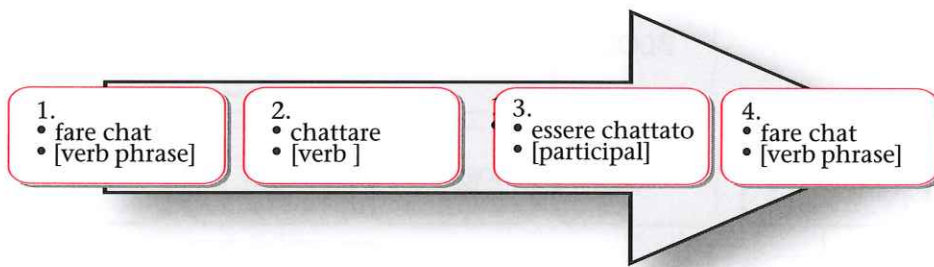 1.
• fare chat
• [verb phrase]
2.
• chattare
• [verb ]
3.
• essere chattato
• [participal]
4.
• fare chat
• [verb phrase]